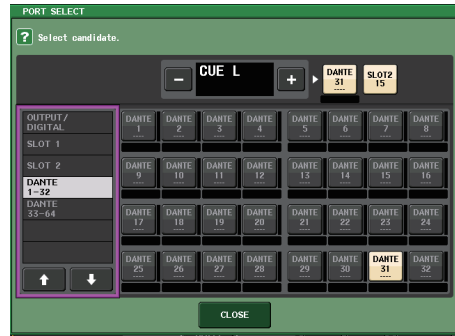 PORT SELECT
? Select candidate.
− CUE L + DANTE 31 ---- SLOT2 15
OUTPUT/
DIGITAL
SLOT 1
SLOT 2
DANTE
1-32
DANTE
33-64
DANTE DANTE DANTE DANTE DANTE DANTE DANTE DANTE
1 2 3 4 5 6 7 8
---- ---- ---- ---- ---- ---- ---- ----
DANTE DANTE DANTE DANTE DANTE DANTE DANTE DANTE
9 10 11 12 13 14 15 16
---- ---- ---- ---- ---- ---- ---- ----
DANTE DANTE DANTE DANTE DANTE DANTE DANTE DANTE
17 18 19 20 21 22 23 24
---- ---- ---- ---- ---- ---- ---- ----
DANTE DANTE DANTE DANTE DANTE DANTE DANTE DANTE
25 26 27 28 29 30 31 32
---- ---- ---- ---- ---- ---- ---- ----
CLOSE